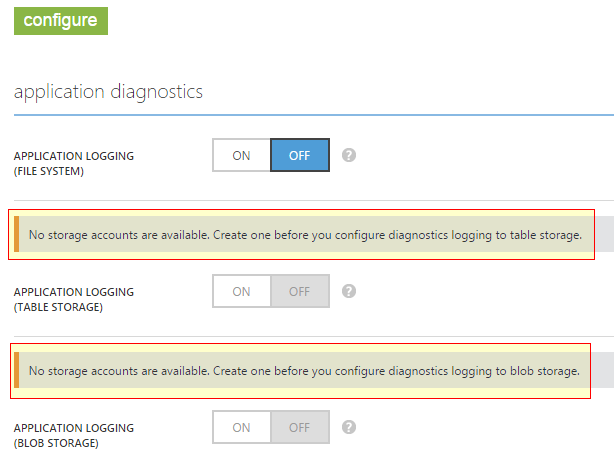 configure
application diagnostics
APPLICATION LOGGING
(FILE SYSTEM)
ON OFF ?
No storage accounts are available. Create one before you configure diagnostics logging to table storage.
APPLICATION LOGGING
(TABLE STORAGE)
ON OFF ?
No storage accounts are available. Create one before you configure diagnostics logging to blob storage.
APPLICATION LOGGING
(BLOB STORAGE)
ON OFF ?